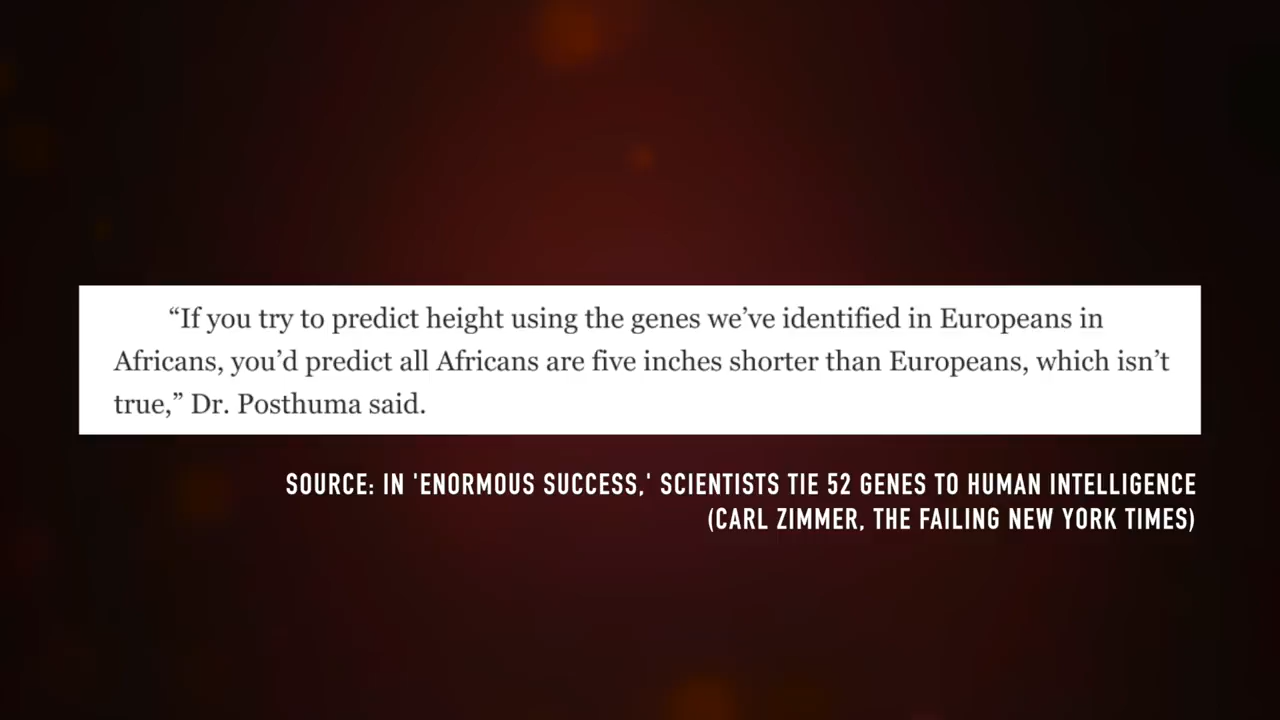 “If you try to predict height using the genes we’ve identified in Europeans in
Africans, you’d predict all Africans are five inches shorter than Europeans, which isn’t
true,” Dr. Posthuma said.
SOURCE: IN 'ENORMOUS SUCCESS,' SCIENTISTS TIE 52 GENES TO HUMAN INTELLIGENCE
(CARL ZIMMER, THE FAILING NEW YORK TIMES)